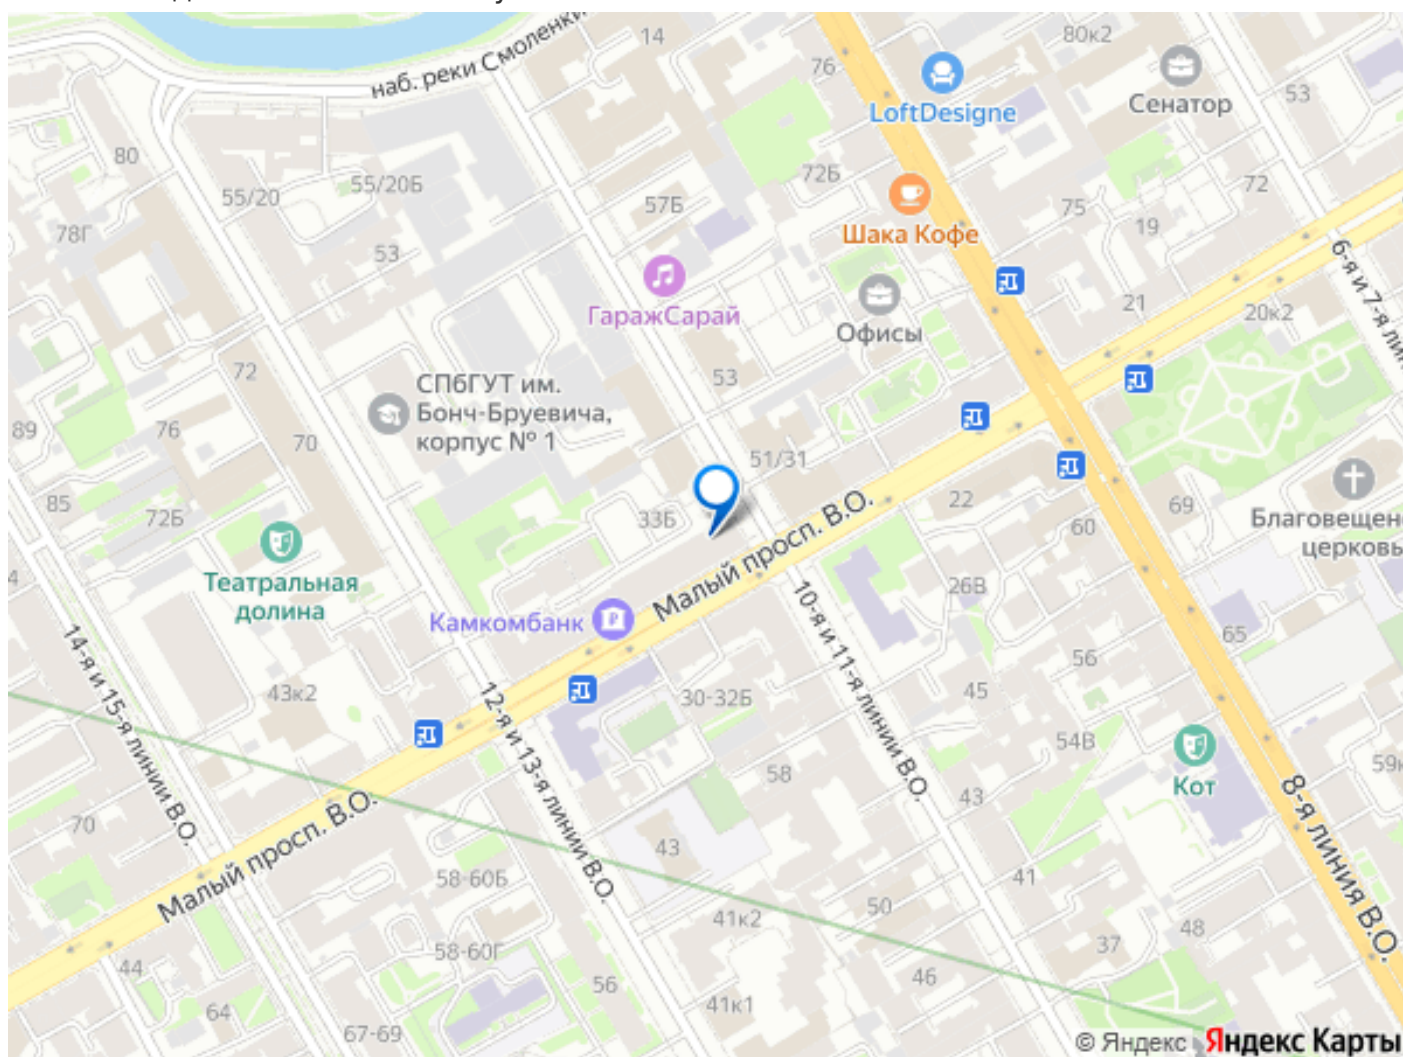 наб. реки Смоленки
14
76
80к2
LoftDesigne
Сенатор
53
80
55/20
55/20Б
57Б
72Б
72
78Г
53
Шака Кофе
75
19
6-я и 7-я
ГаражСарай
Офисы
21
20к2
72
СПбГУТ им.
Бонч-Бруевича,
корпус № 1
53
89
76
70
51/31
85
72Б
33Б
22
69
60
Благовещен
церковь
Малый просп. В.О.
Театральная
долина
Камкомбанк
26В
10-я и 11-я линии В.О.
65
56
14-я и 15-я линии В.О.
43к2
12-я и 13-я линии В.О.
30-32Б
45
54В
58
Кот
59
43
8-я линия В.О.
70
Малый просп. В.О.
43
58-60Б
41
41к2
50
48
37
58-60Г
44
56
46
64
41к1
67-69
© Яндекс Яндекс Карты